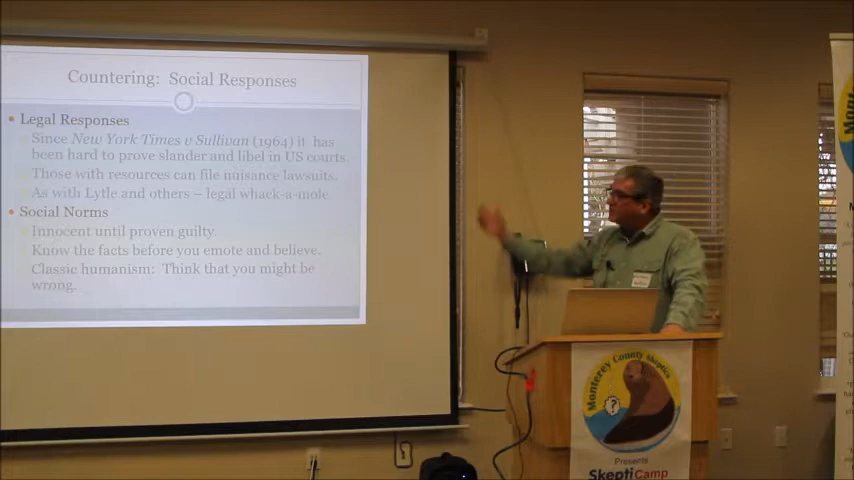 Countering: Social Responses
Legal Responses
Since New York Times v Sullivan (1964) it has
been hard to prove slander and libel in US courts.
Those with resources can file nuisance lawsuits.
As with Lytle and others – legal whack-a-mole
Social Norms
Innocent until proven guilty.
Know the facts before you emote and believe.
Classic humanism: Think that you might be
wrong.
Monterey County Skeptics
?
Presents
SkeptiCamp